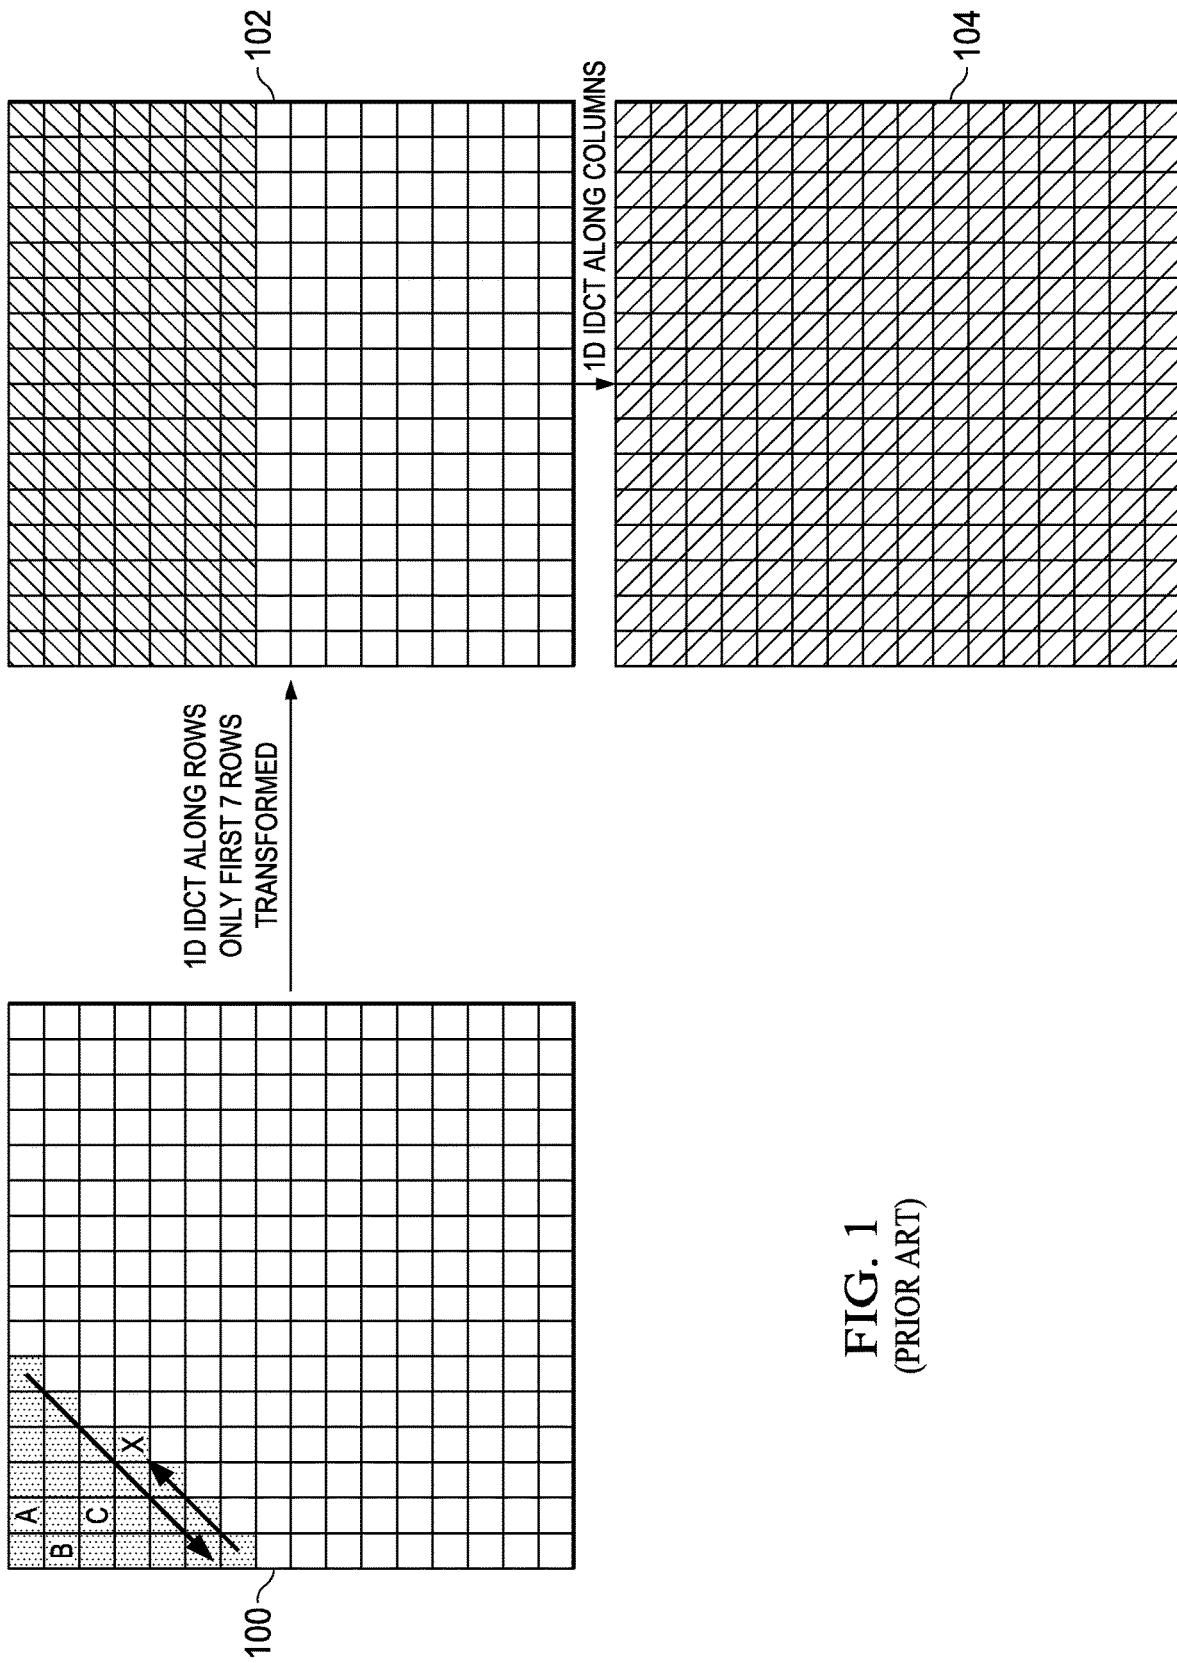 100
A
B
C
X
1D IDCT ALONG ROWS
ONLY FIRST 7 ROWS
TRANSFORMED
102
1D IDCT ALONG COLUMNS
104
FIG. 1
(PRIOR ART)